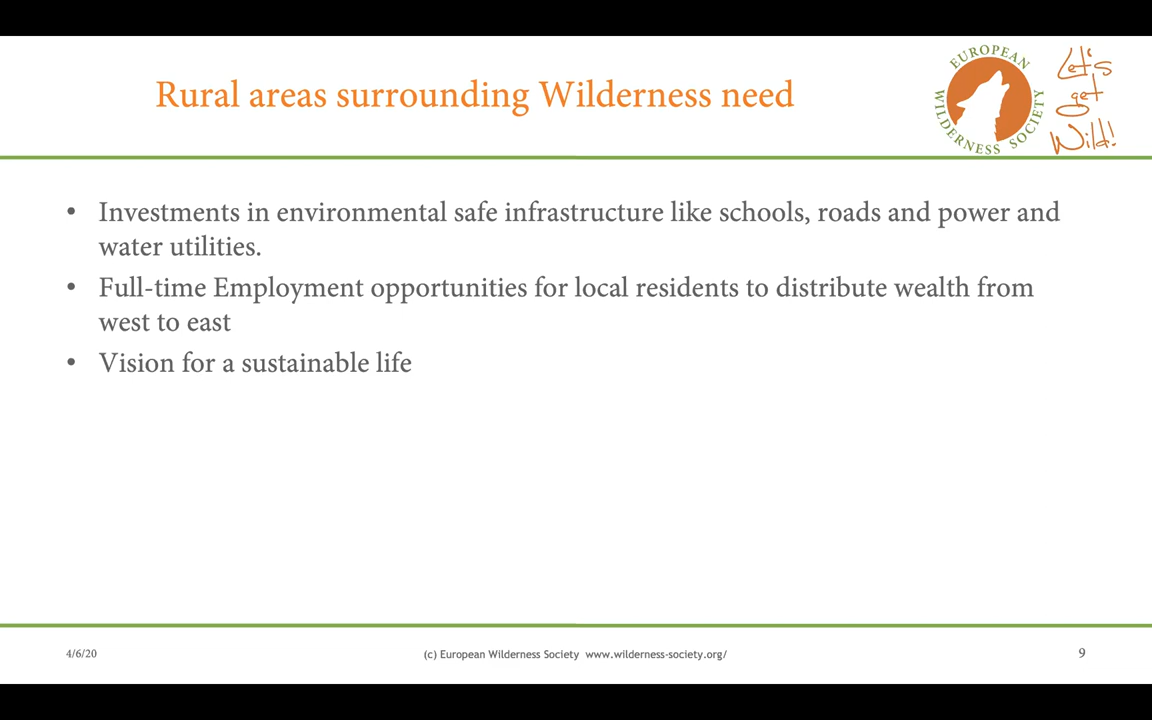 Rural areas surrounding Wilderness need
EUROPEAN
WILDERNESS SOCIETY
Let's
get
Wild!
• Investments in environmental safe infrastructure like schools, roads and power and
water utilities.
• Full-time Employment opportunities for local residents to distribute wealth from
west to east
• Vision for a sustainable life
4/6/20
(c) European Wilderness Society www.wilderness-society.org/
9